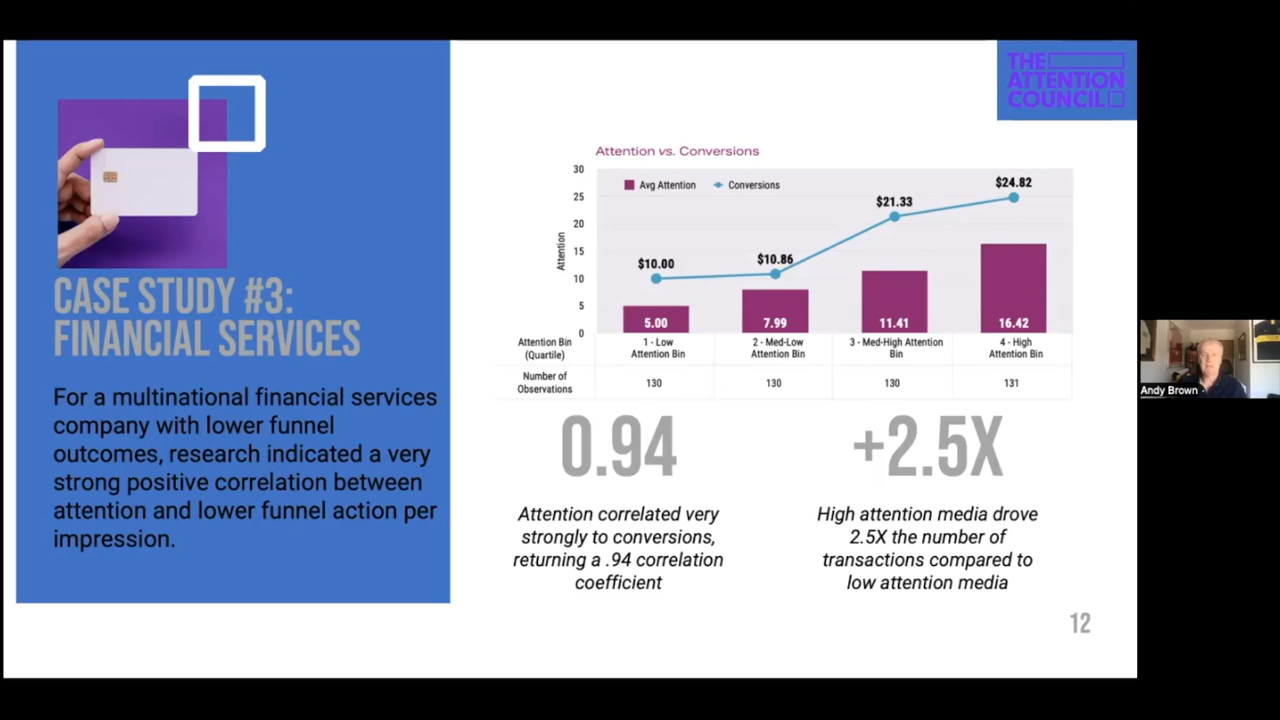 THE
ATTENTION
COUNCIL
CASE STUDY #3:
FINANCIAL SERVICES
For a multinational financial services
company with lower funnel
outcomes, research indicated a very
strong positive correlation between
attention and lower funnel action per
impression.
Attention vs. Conversions
Avg Attention Conversions
Attention
30
25
20
15
10
5
0
$10.00 $10.86 $21.33 $24.82
5.00 7.99 11.41 16.42
Attention Bin
(Quartile)
1 - Low
Attention Bin
2 - Med-Low
Attention Bin
3 - Med-High Attention
Bin
4 - High
Attention Bin
Number of
Observations
130 130 130 131
0.94
Attention correlated very
strongly to conversions,
returning a .94 correlation
coefficient
+2.5X
High attention media drove
2.5X the number of
transactions compared to
low attention media
12
Andy Brown